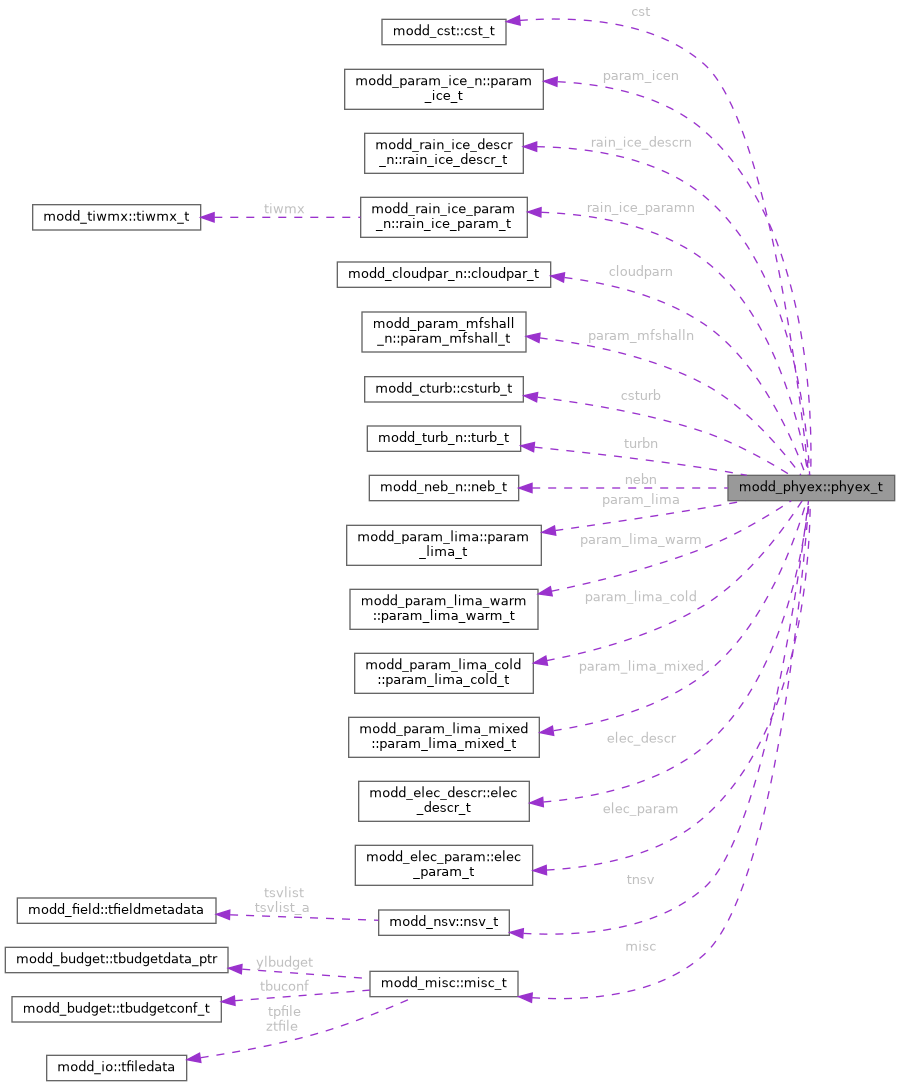 cst
modd_cst::cst_t
param_icen
modd_param_ice_n::param
_ice_t
rain_ice_descrn
modd_rain_ice_descr
_n::rain_ice_descr_t
modd_tiwmx::tiwmx_t
tiwmx
modd_rain_ice_param
_n::rain_ice_param_t
rain_ice_paramn
cloudparn
modd_cloudpar_n::cloudpar_t
modd_param_mfshall
_n::param_mfshall_t
param_mfshalln
modd_cturb::csturb_t
csturb
modd_turb_n::turb_t
turbn
modd_neb_n::neb_t
nebn
modd_phyex::phyex_t
param_lima
modd_param_lima::param
_lima_t
param_lima_warm
modd_param_lima_warm
::param_lima_warm_t
param_lima_cold
modd_param_lima_cold
::param_lima_cold_t
param_lima_mixed
modd_param_lima_mixed
::param_lima_mixed_t
elec_descr
modd_elec_descr::elec
_descr_t
elec_param
modd_elec_param::elec
_param_t
tnsv
modd_field::tfieldmetadata
tsvlist
tsvlist_a
modd_nsv::nsv_t
misc
modd_budget::tbudgetdata_ptr
ylbudget
modd_misc::misc_t
tbuconf
modd_budget::tbudgetconf_t
tpfile
ztfile
modd_io::tfiledata